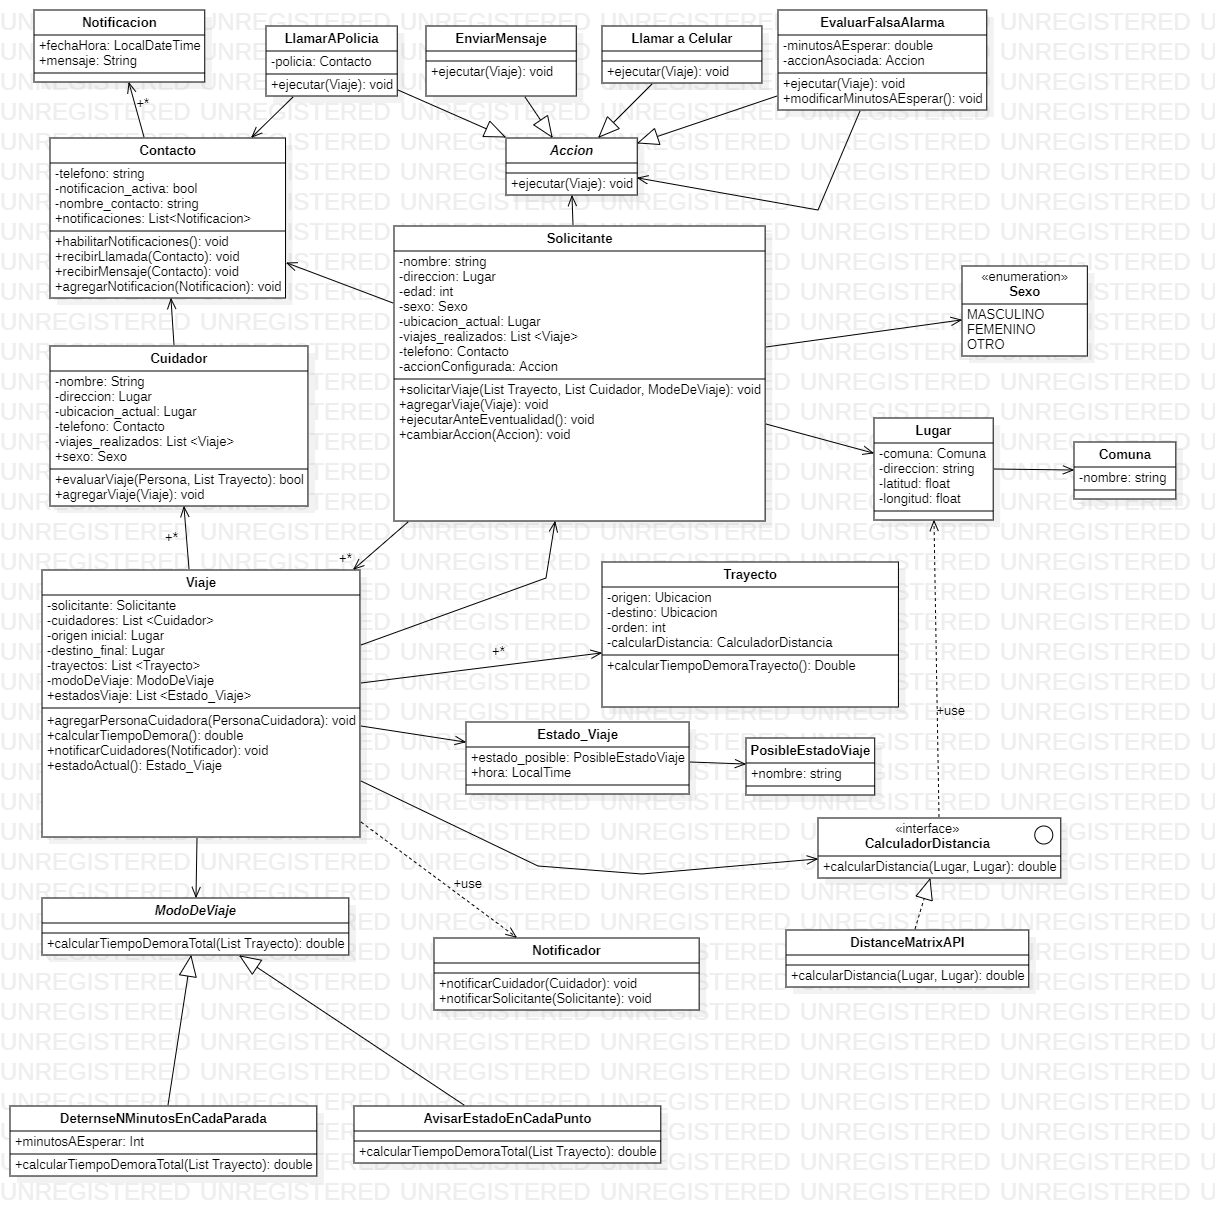 Notificacion
+fechaHora: LocalDateTime
+mensaje: String
LlamarAPolicia
-policia: Contacto
+ejecutar(Viaje): void
EnviarMensaje
+ejecutar(Viaje): void
Llamar a Celular
+ejecutar(Viaje): void
EvaluarFalsaAlarma
-minutosAEsperar: double
-accionAsociada: Accion
+ejecutar(Viaje): void
+modificarMinutosAEsperar(): void
+*
Contacto
-telefono: string
-notificacion_activa: bool
-nombre_contacto: string
+notificaciones: List<Notificacion>
+habilitarNotificaciones(): void
+recibirLlamada(Contacto): void
+recibirMensaje(Contacto): void
+agregarNotificacion(Notificacion): void
Accion
+ejecutar(Viaje): void
Solicitante
-nombre: string
-direccion: Lugar
-edad: int
-sexo: Sexo
-ubicacion_actual: Lugar
-viajes_realizados: List <Viaje>
-telefono: Contacto
-accionConfigurada: Accion
+solicitarViaje(List Trayecto, List Cuidador, ModeDeViaje): void
+agregarViaje(Viaje): void
+ejecutarAnteEventualidad(): void
+cambiarAccion(Accion): void
«enumeration»
Sexo
MASCULINO
FEMENINO
OTRO
Cuidador
-nombre: String
-direccion: Lugar
-ubicacion_actual: Lugar
-telefono: Contacto
-viajes_realizados: List <Viaje>
+sexo: Sexo
+evaluarViaje(Persona, List Trayecto): bool
+agregarViaje(Viaje): void
Lugar
-comuna: Comuna
-direccion: string
-latitud: float
-longitud: float
Comuna
-nombre: string
+*
+*
Viaje
-solicitante: Solicitante
-cuidadores: List <Cuidador>
-origen inicial: Lugar
-destino_final: Lugar
-trayectos: List <Trayecto>
-modoDeViaje: ModoDeViaje
+estadosViaje: List <Estado_Viaje>
+agregarPersonaCuidadora(PersonaCuidadora): void
+calcularTiempoDemora(): double
+notificarCuidadores(Notificador): void
+estadoActual(): Estado_Viaje
+*
Trayecto
-origen: Ubicacion
-destino: Ubicacion
-orden: int
-calcularDistancia: CalculadorDistancia
+calcularTiempoDemoraTrayecto(): Double
+use
Estado_Viaje
+estado_posible: PosibleEstadoViaje
+hora: LocalTime
PosibleEstadoViaje
+nombre: string
«interface»
CalculadorDistancia
+calcularDistancia(Lugar, Lugar): double
+use
ModoDeViaje
+calcularTiempoDemoraTotal(List Trayecto): double
Notificador
+notificarCuidador(Cuidador): void
+notificarSolicitante(Solicitante): void
DistanceMatrixAPI
+calcularDistancia(Lugar, Lugar): double
DeternseNMinutosEnCadaParada
+minutosAEsperar: Int
+calcularTiempoDemoraTotal(List Trayecto): double
AvisarEstadoEnCadaPunto
+calcularTiempoDemoraTotal(List Trayecto): double